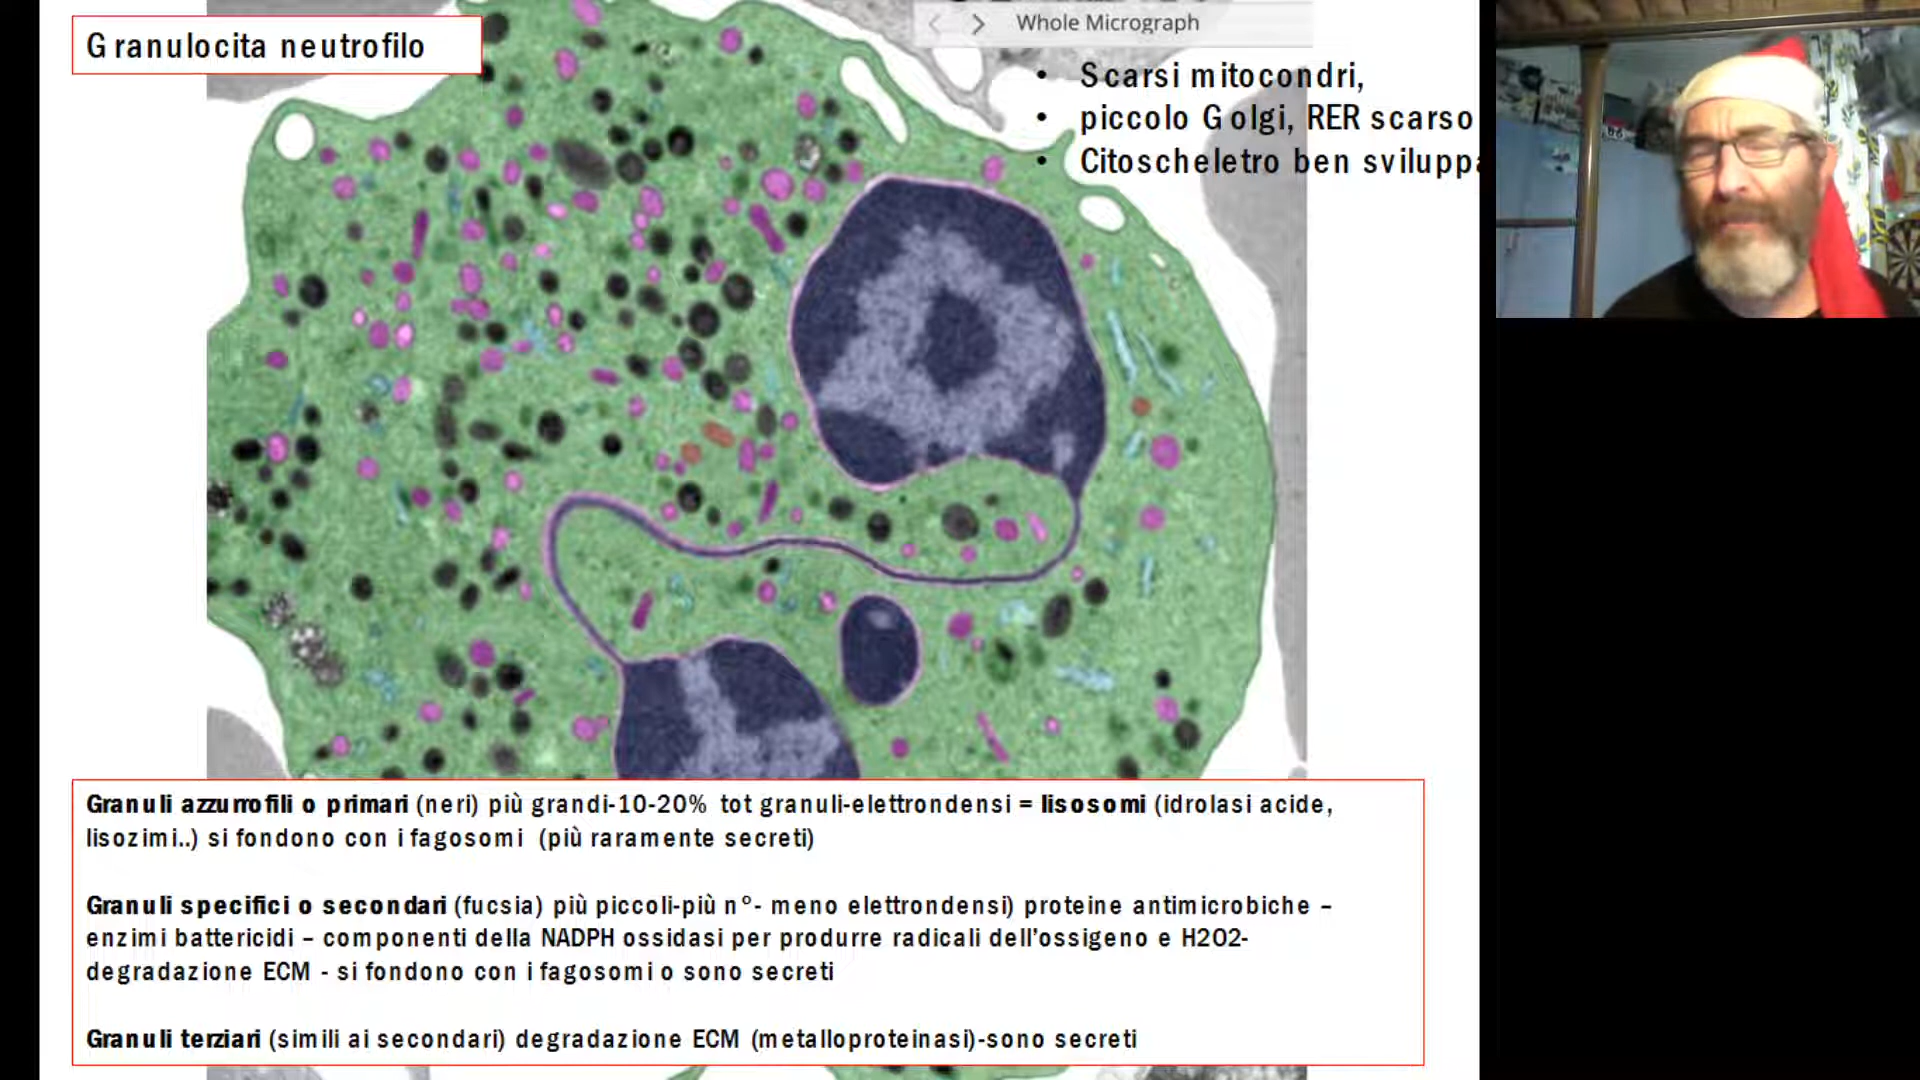 Granulocita neutrofilo
Whole Micrograph
• Scarsi mitocondri,
• piccolo Golgi, RER scarso
• Citoscheletro ben svilupp
Granuli azzurrofili o primari (neri) più grandi-10-20% tot granuli-elettrondensi = lisosomi (idrolasi acide,
lisozimi..) si fondono con i fagosomi (più raramente secreti)
Granuli specifici o secondari (fucsia) più piccoli-più n°- meno elettrondensi) proteine antimicrobiche –
enzimi battericidi – componenti della NADPH ossidasi per produrre radicali dell'ossigeno e H2O2-
degradazione ECM - si fondono con i fagosomi o sono secreti
Granuli terziari (simili ai secondari) degradazione ECM (metalloproteinasi)-sono secreti